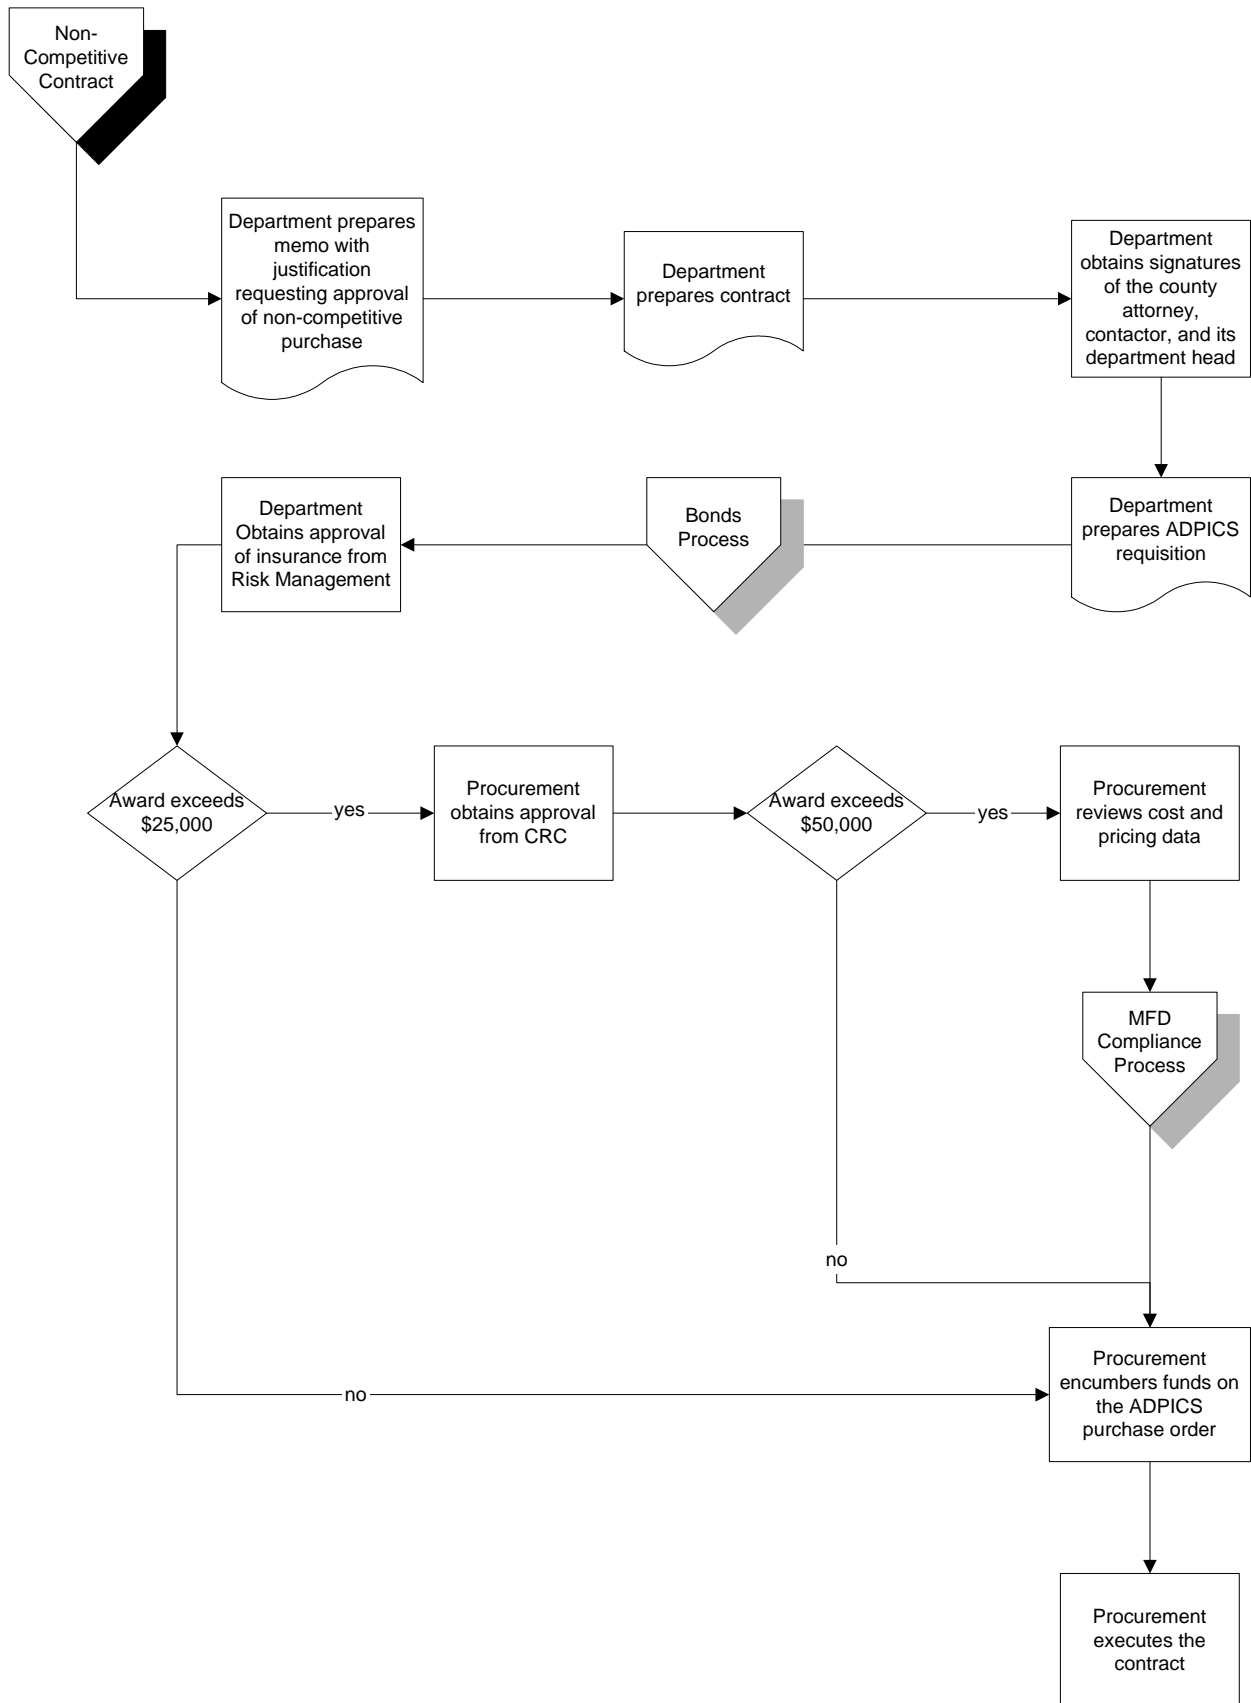 Non-
Competitive
Contract
Department prepares
memo with
justification
requesting approval
of non-competitive
purchase
Department
prepares contract
Department
obtains signatures
of the county
attorney,
contactor, and its
department head
Department
prepares ADPICS
requisition
Bonds
Process
Department
Obtains approval
of insurance from
Risk Management
Award exceeds
$25,000
yes
Procurement
obtains approval
from CRC
Award exceeds
$50,000
yes
Procurement
reviews cost and
pricing data
MFD
Compliance
Process
no
no
Procurement
encumbers funds on
the ADPICS
purchase order
Procurement
executes the
contract